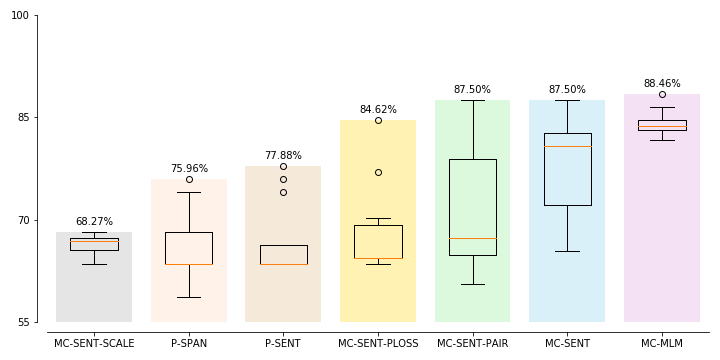 100
85
70
55
68.27%
75.96%
77.88%
84.62%
87.50%
87.50%
88.46%
MC-SENT-SCALE
P-SPAN
P-SENT
MC-SENT-PLOSS
MC-SENT-PAIR
MC-SENT
MC-MLM